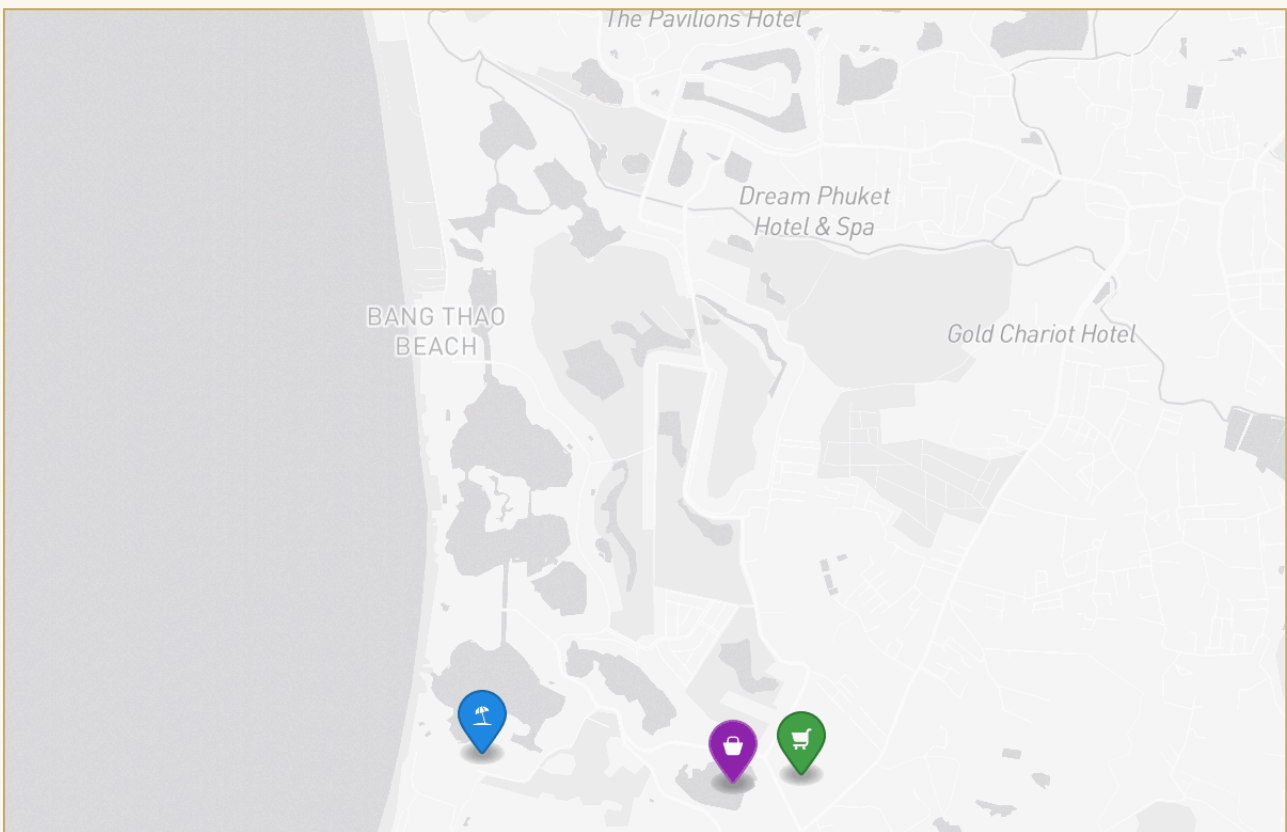 The Pavilions Hotel
Dream Phuket
Hotel & Spa
BANG THAO
BEACH
Gold Chariot Hotel